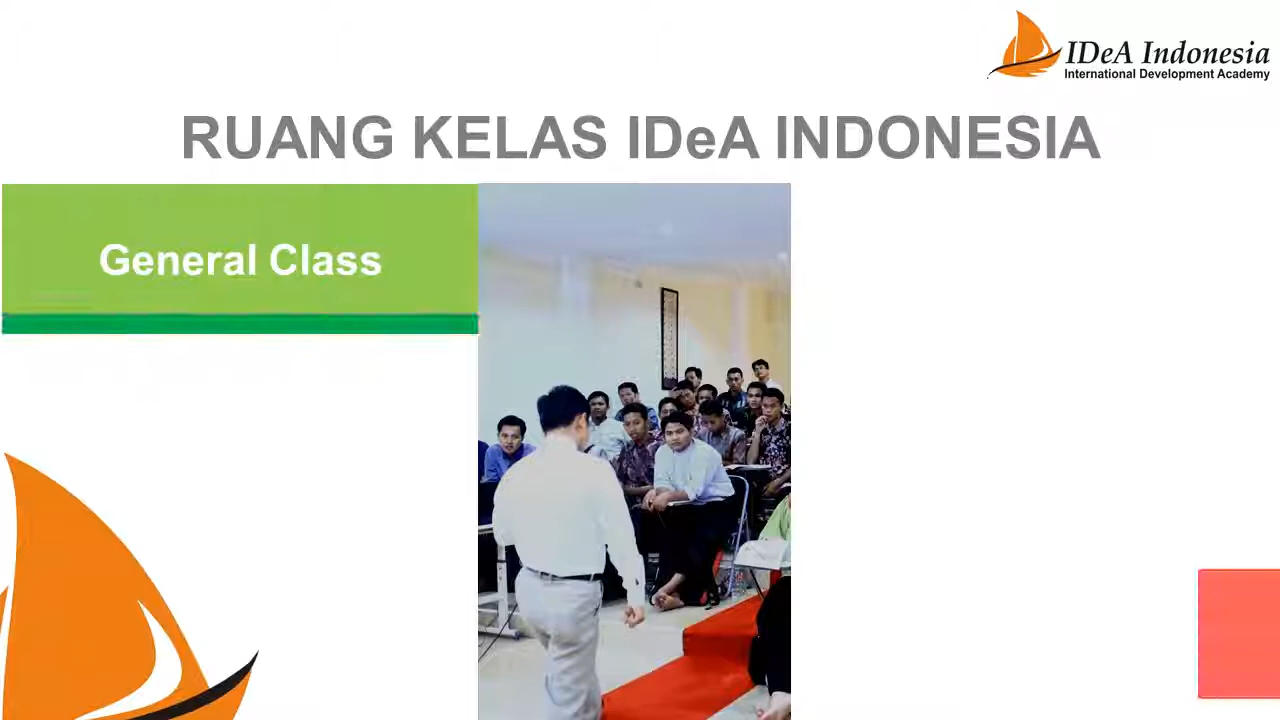 IDeA Indonesia
International Development Academy
RUANG KELAS IDeA INDONESIA
General Class